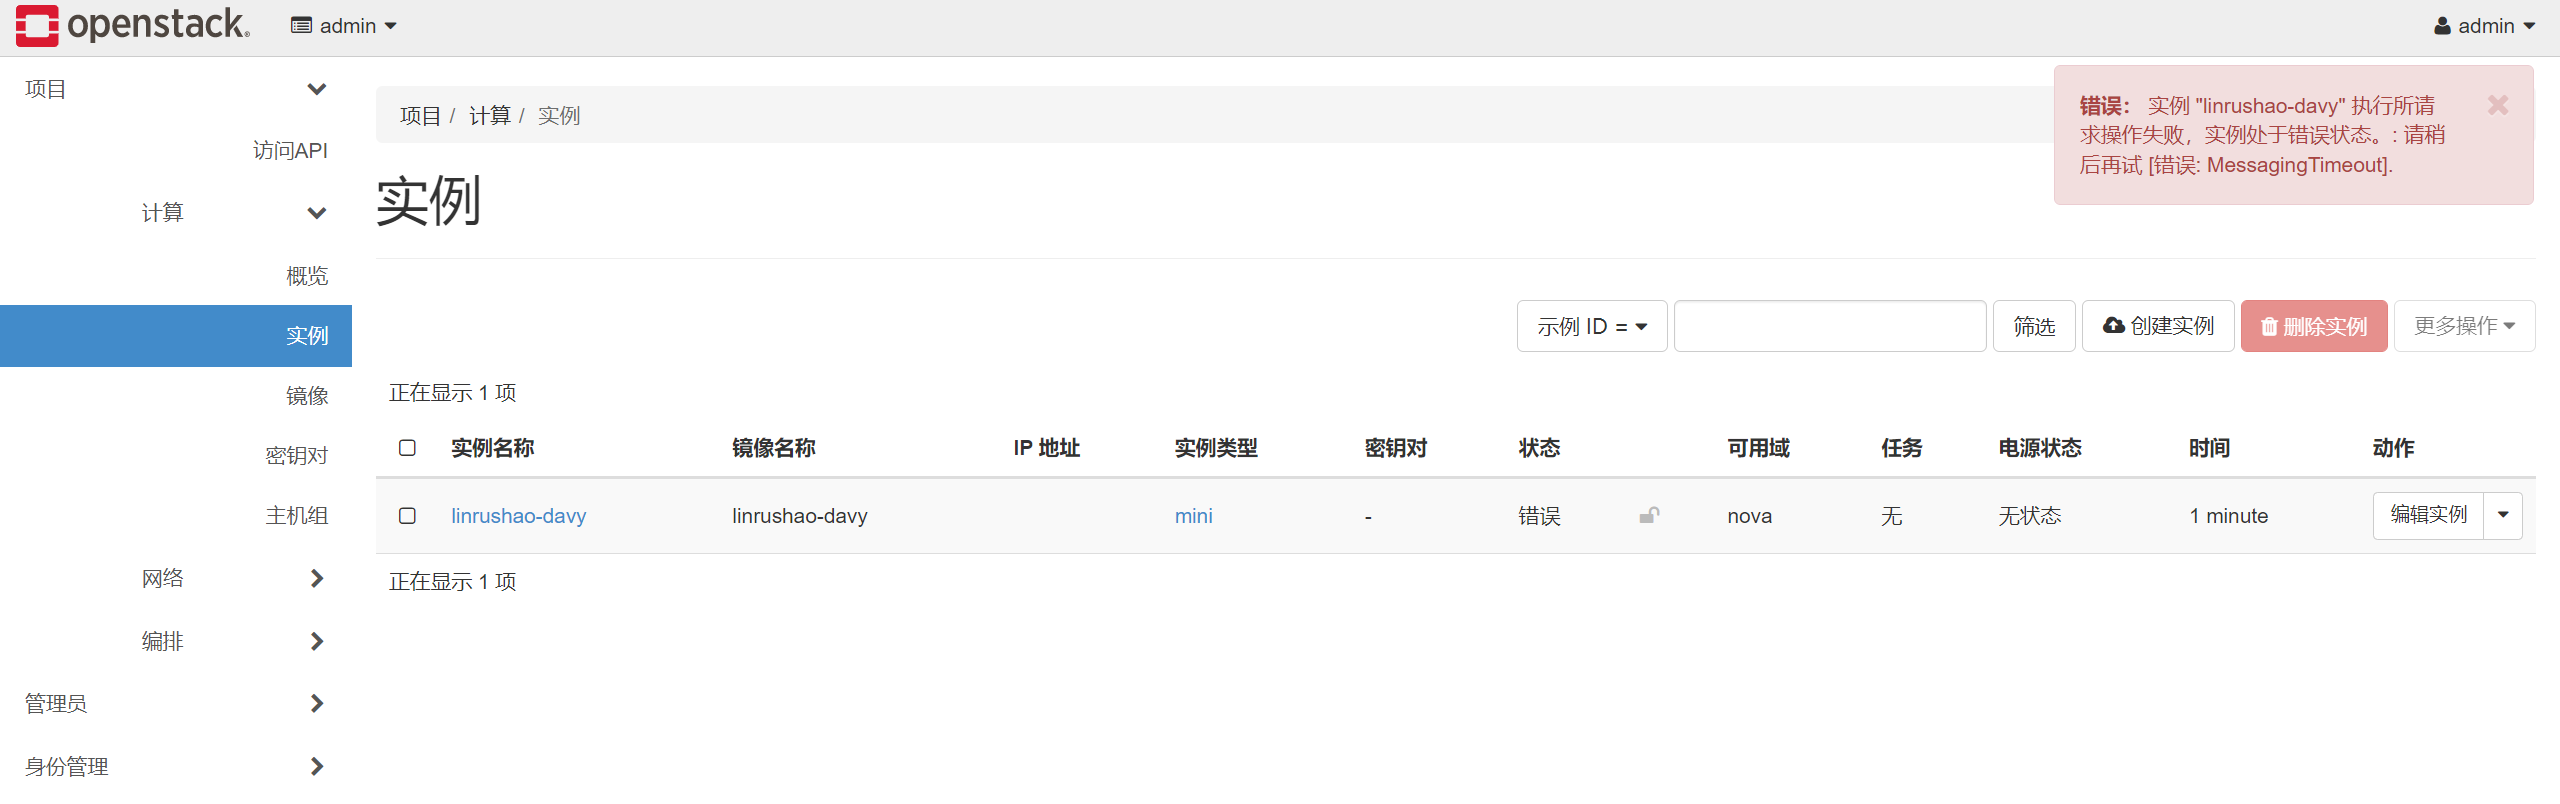 openstack.
admin
admin
项目
访问API
计算
概览
实例
镜像
密钥对
主机组
网络
编排
管理员
身份管理
项目 / 计算 / 实例
错误： 实例 "linrushao-davy" 执行所请
求操作失败，实例处于错误状态。: 请稍
后再试 [错误: MessagingTimeout].
实例
示例 ID = 筛选 创建实例 删除实例 更多操作
正在显示 1 项
实例名称 镜像名称 IP 地址 实例类型 密钥对 状态 可用域 任务 电源状态 时间 动作
linrushao-davy linrushao-davy mini - 错误 nova 无 无状态 1 minute 编辑实例
正在显示 1 项